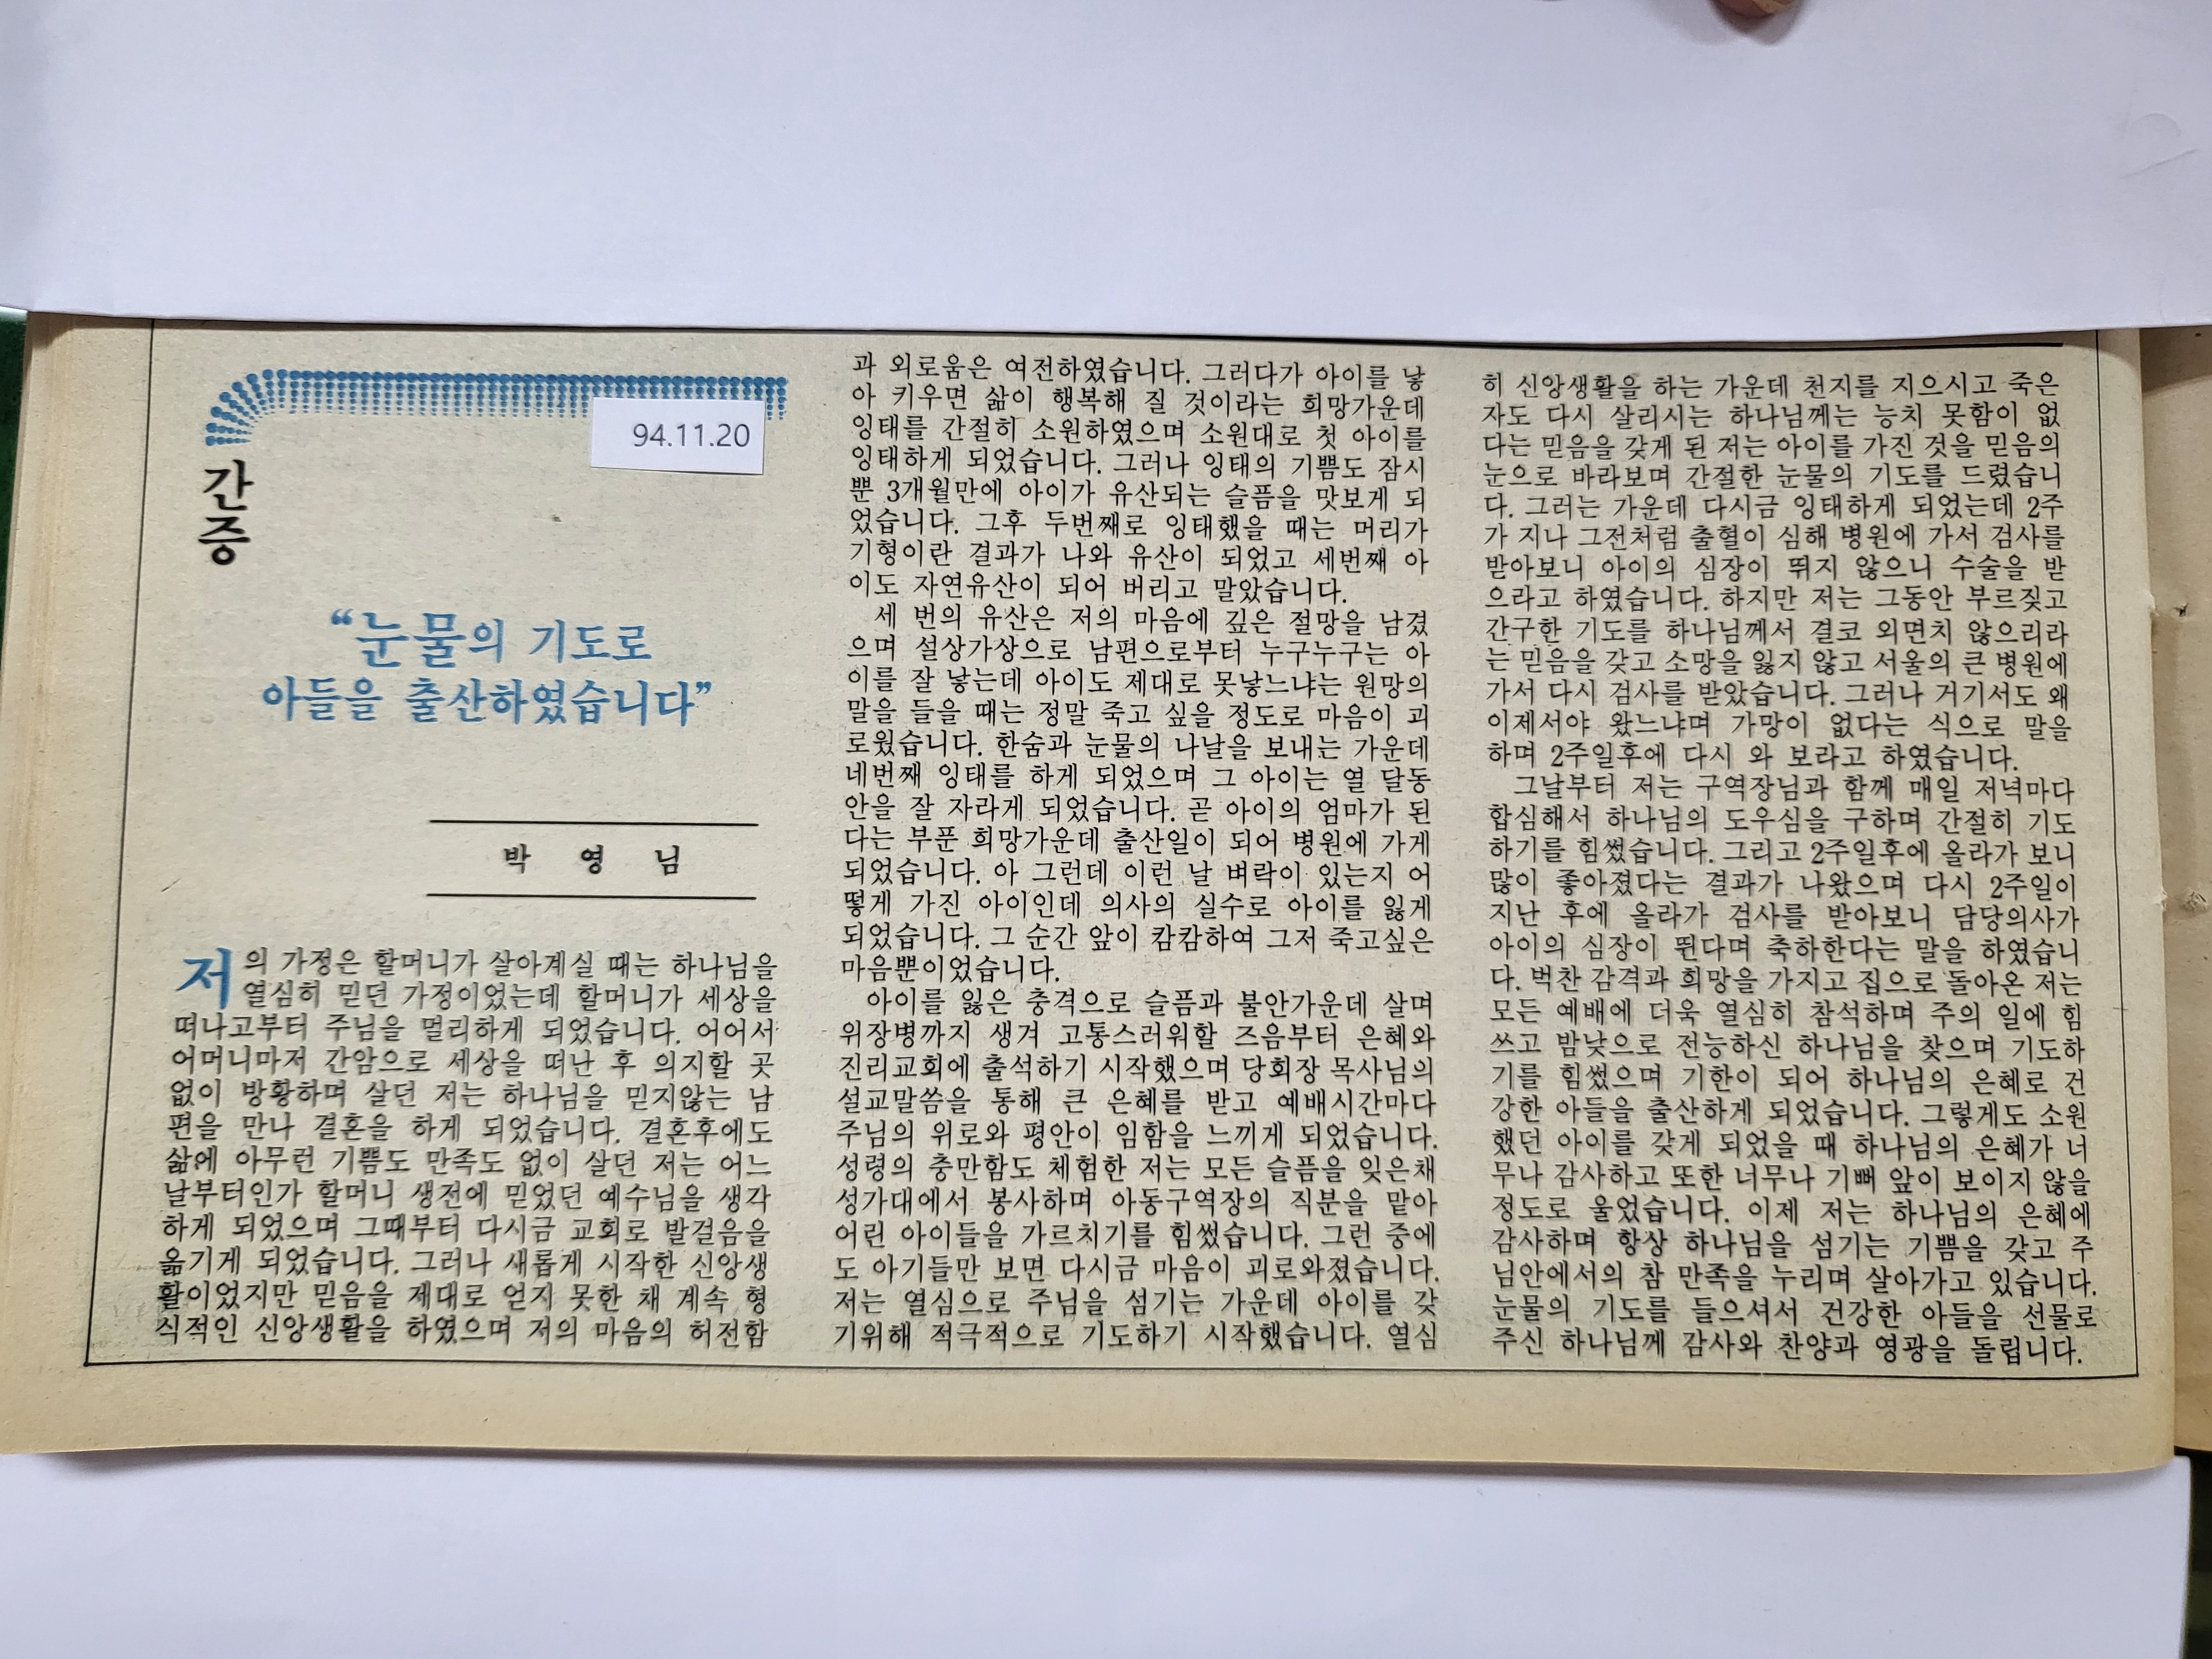 94.11.20
간증
“눈물의 기도로
아들을 출산하였습니다”
박 영 님
저의 가정은 할머니가 살아계실 때는 하나님을
열심히 믿던 가정이었는데 할머니가 세상을
떠나고부터 주님을 멀리하게 되었습니다. 어어서
어머니마저 간암으로 세상을 떠난 후 의지할 곳
없이 방황하며 살던 저는 하나님을 믿지않는 남
편을 만나 결혼을 하게 되었습니다. 결혼후에도
삶에 아무런 기쁨도 만족도 없이 살던 저는 어느
날부터인가 할머니 생전에 믿었던 예수님을 생각
하게 되었으며 그때부터 다시금 교회로 발걸음을
옮기게 되었습니다. 그러나 새롭게 시작한 신앙생
활이었지만 믿음을 제대로 얻지 못한 채 계속 형
식적인 신앙생활을 하였으며 저의 마음의 허전함
과 외로움은 여전하였습니다. 그러다가 아이를 낳
아 키우면 삶이 행복해 질 것이라는 희망가운데
잉태를 간절히 소원하였으며 소원대로 첫 아이를
잉태하게 되었습니다. 그러나 잉태의 기쁨도 잠시
뿐 3개월만에 아이가 유산되는 슬픔을 맛보게 되
었습니다. 그후 두번째로 잉태했을 때는 머리가
기형이란 결과가 나와 유산이 되었고 세번째 아
이도 자연유산이 되어 버리고 말았습니다.
세 번의 유산은 저의 마음에 깊은 절망을 남겼
으며 설상가상으로 남편으로부터 누구누구는 아
이를 잘 낳는데 아이도 제대로 못낳느냐는 원망의
말을 들을 때는 정말 죽고 싶을 정도로 마음이 괴
로웠습니다. 한숨과 눈물의 나날을 보내는 가운데
네번째 잉태를 하게 되었으며 그 아이는 열 달동
안을 잘 자라게 되었습니다. 곧 아이의 엄마가 된
다는 부푼 희망가운데 출산일이 되어 병원에 가게
되었습니다. 아 그런데 이런 날 벼락이 있는지 어
떻게 가진 아이인데 의사의 실수로 아이를 잃게
되었습니다. 그 순간 앞이 캄캄하여 그저 죽고싶은
마음뿐이었습니다.
아이를 잃은 충격으로 슬픔과 불안가운데 살며
위장병까지 생겨 고통스러워할 즈음부터 은혜와
진리교회에 출석하기 시작했으며 당회장 목사님의
설교말씀을 통해 큰 은혜를 받고 예배시간마다
주님의 위로와 평안이 임함을 느끼게 되었습니다.
성령의 충만함도 체험한 저는 모든 슬픔을 잊은채
성가대에서 봉사하며 아동구역장의 직분을 맡아
어린 아이들을 가르치기를 힘썼습니다. 그런 중에
도 아기들만 보면 다시금 마음이 괴로와졌습니다.
저는 열심으로 주님을 섬기는 가운데 아이를 갖
기위해 적극적으로 기도하기 시작했습니다. 열심
히 신앙생활을 하는 가운데 천지를 지으시고 죽은
자도 다시 살리시는 하나님께는 능치 못함이 없
다는 믿음을 갖게 된 저는 아이를 가진 것을 믿음의
눈으로 바라보며 간절한 눈물의 기도를 드렸습니
다. 그러는 가운데 다시금 잉태하게 되었는데 2주
가 지나 그전처럼 출혈이 심해 병원에 가서 검사를
받아보니 아이의 심장이 뛰지 않으니 수술을 받
으라고 하였습니다. 하지만 저는 그동안 부르짖고
간구한 기도를 하나님께서 결코 외면치 않으리라
는 믿음을 갖고 소망을 잃지 않고 서울의 큰 병원에
가서 다시 검사를 받았습니다. 그러나 거기서도 왜
이제서야 왔느냐며 가망이 없다는 식으로 말을
하며 2주일후에 다시 와 보라고 하였습니다.
그날부터 저는 구역장님과 함께 매일 저녁마다
합심해서 하나님의 도우심을 구하며 간절히 기도
하기를 힘썼습니다. 그리고 2주일후에 올라가 보니
많이 좋아졌다는 결과가 나왔으며 다시 2주일이
지난 후에 올라가 검사를 받아보니 담당의사가
아이의 심장이 뛴다며 축하한다는 말을 하였습니
다. 벅찬 감격과 희망을 가지고 집으로 돌아온 저는
모든 예배에 더욱 열심히 참석하며 주의 일에 힘
쓰고 밤낮으로 전능하신 하나님을 찾으며 기도하
기를 힘썼으며 기한이 되어 하나님의 은혜로 건
강한 아들을 출산하게 되었습니다. 그렇게도 소원
했던 아이를 갖게 되었을 때 하나님의 은혜가 너
무나 감사하고 또한 너무나 기뻐 앞이 보이지 않을
정도로 울었습니다. 이제 저는 하나님의 은혜에
감사하며 항상 하나님을 섬기는 기쁨을 갖고 주
님안에서의 참 만족을 누리며 살아가고 있습니다.
눈물의 기도를 들으셔서 건강한 아들을 선물로
주신 하나님께 감사와 찬양과 영광을 돌립니다.